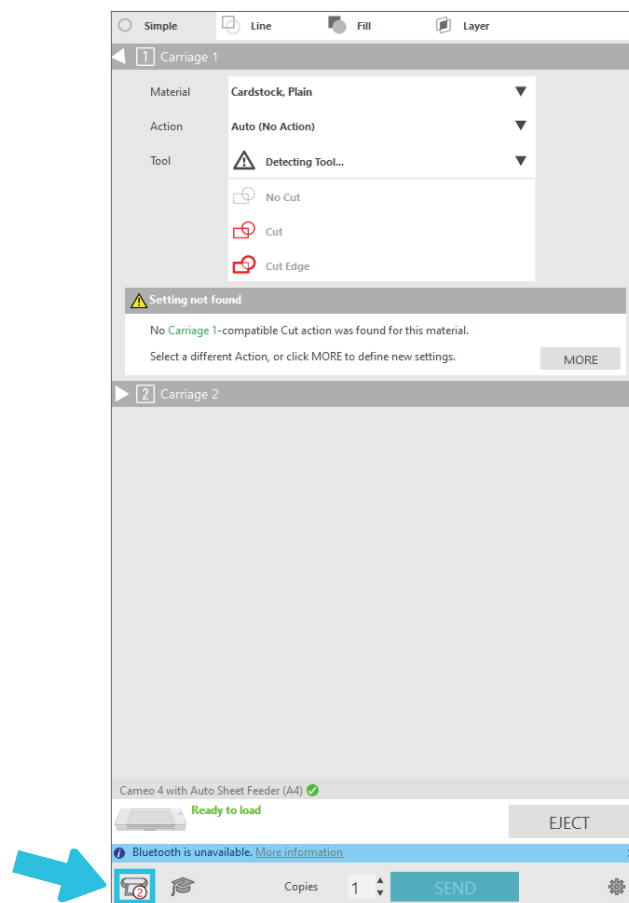 Simple Line Fill Layer
1 Carriage 1
Material Cardstock, Plain
Action Auto (No Action)
Tool Detecting Tool...
No Cut
Cut
Cut Edge
Setting not found
No Carriage 1-compatible Cut action was found for this material.
Select a different Action, or click MORE to define new settings.
MORE
2 Carriage 2
Cameo 4 with Auto Sheet Feeder (A4)
Ready to load
EJECT
Bluetooth is unavailable. More information
2 Copies 1 SEND